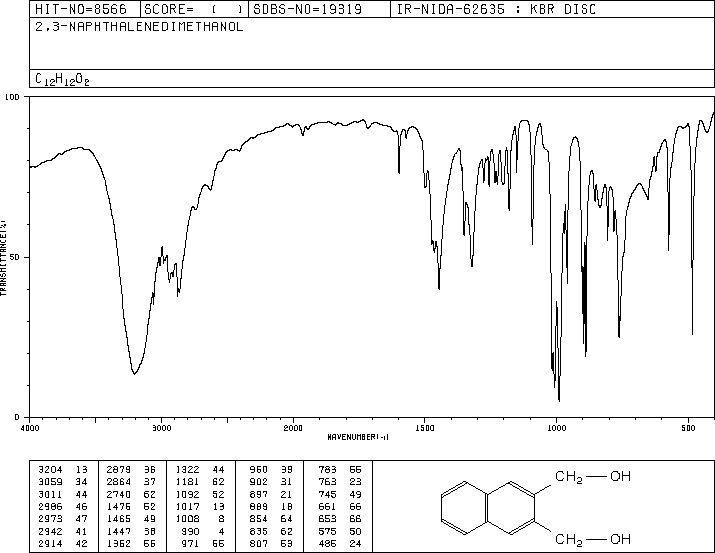 HIT-NO=8566 SCORE= ( ) SDBS-NO=19319 IR-NIDA-62635 : KBR DISC
2,3-NAPHTHALENEDIMETHANOL
C12H12O2
100
50
0
TRANSMITTANCE(%)
4000 3000 2000 1500 1000 500
WAVENUMBER(-1)
3204 13 2879 36 1322 44 960 39 783 55
3059 34 2864 37 1181 62 902 31 763 23
3011 44 2740 62 1092 52 897 21 745 49
2986 46 1476 52 1017 13 889 18 661 66
2973 47 1465 49 1008 8 854 64 653 66
2942 41 1447 38 990 4 835 62 575 50
2914 42 1362 55 971 55 807 53 486 24
CH2 OH
CH2 OH